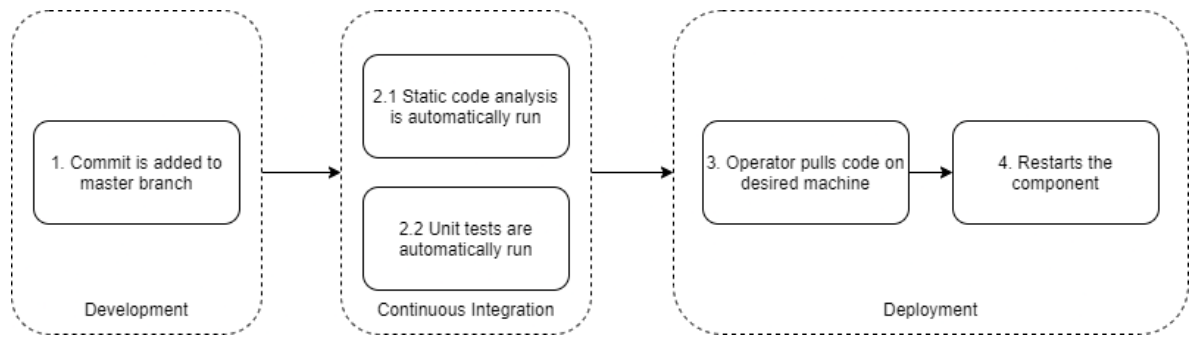 1. Commit is added to
master branch
Development
2.1 Static code analysis
is automatically run
2.2 Unit tests are
automatically run
Continuous Integration
3. Operator pulls code on
desired machine
4. Restarts the
component
Deployment